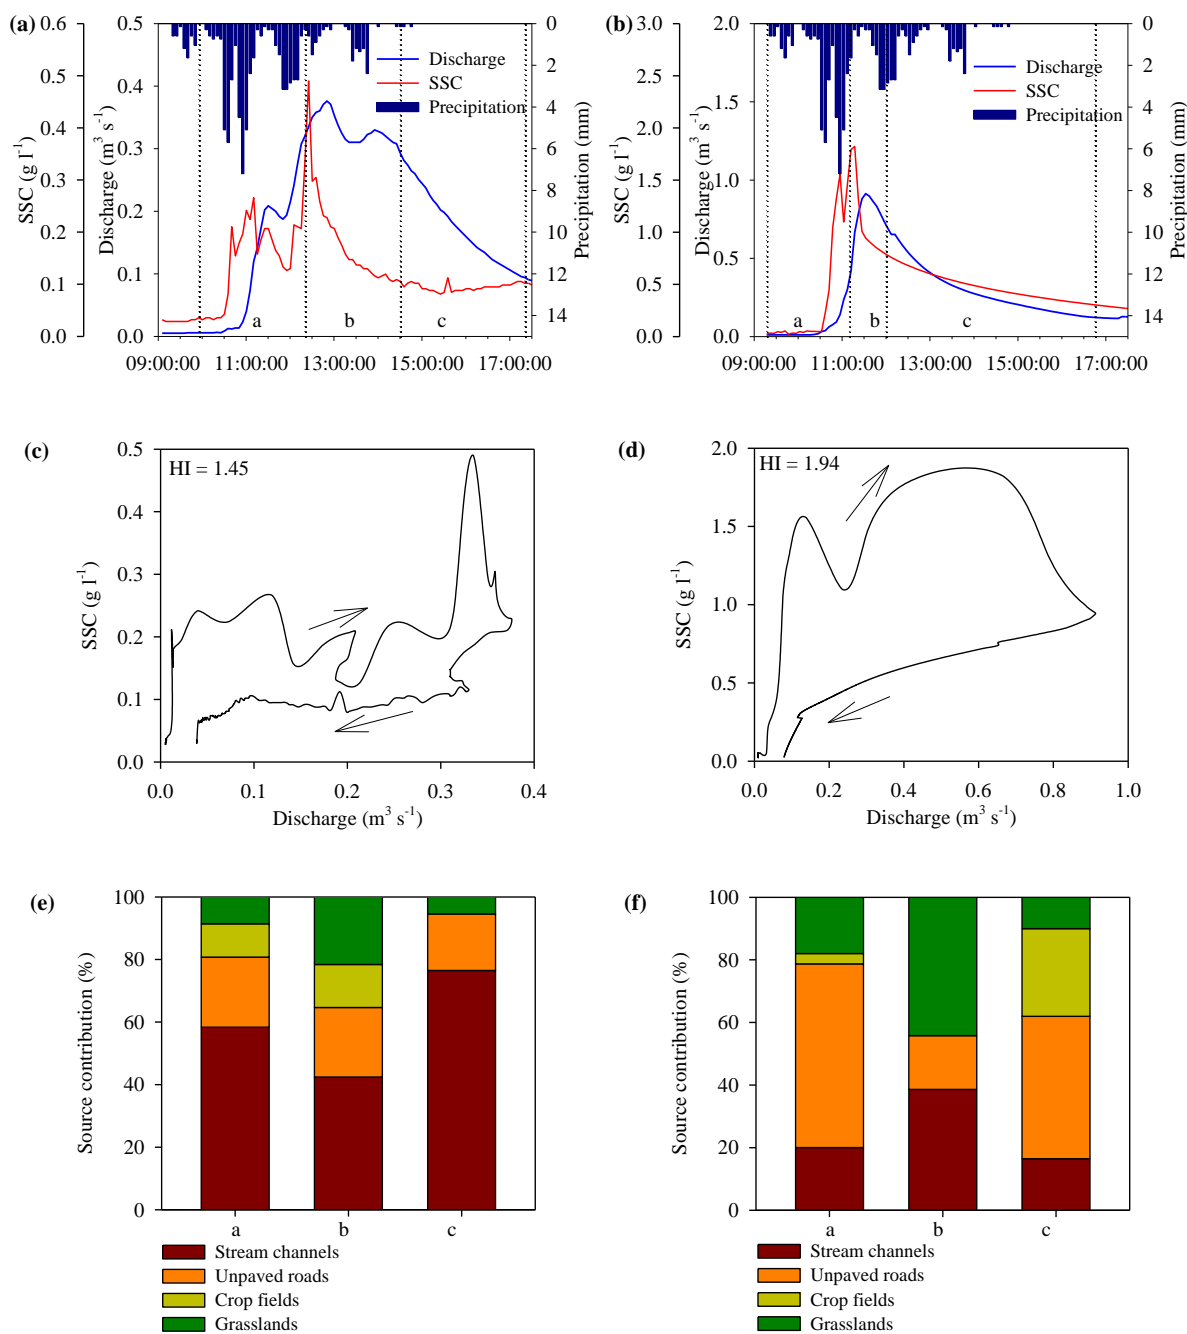 (a)
0.6
0.5
0.4
0.3
0.2
0.1
0.0
SSC (g l⁻¹)
0.5
0.4
0.3
0.2
0.1
0.0
Discharge (m³ s⁻¹)
Discharge
SSC
Precipitation
a
b
c
0
2
4
6
8
10
12
14
Precipitation (mm)
09:00:00
11:00:00
13:00:00
15:00:00
17:00:00
(b)
3.0
2.5
2.0
1.5
1.0
0.5
0.0
SSC (g l⁻¹)
2.0
1.5
1.0
0.5
0.0
Discharge (m³ s⁻¹)
Discharge
SSC
Precipitation
a
b
c
0
2
4
6
8
10
12
14
Precipitation (mm)
09:00:00
11:00:00
13:00:00
15:00:00
17:00:00
(c)
HI = 1.45
0.5
0.4
0.3
0.2
0.1
0.0
SSC (g l⁻¹)
0.0
0.1
0.2
0.3
0.4
Discharge (m³ s⁻¹)
(d)
HI = 1.94
2.0
1.5
1.0
0.5
0.0
SSC (g l⁻¹)
0.0
0.2
0.4
0.6
0.8
1.0
Discharge (m³ s⁻¹)
(e)
100
80
60
40
20
0
Source contribution (%)
a
b
c
Stream channels
Unpaved roads
Crop fields
Grasslands
(f)
100
80
60
40
20
0
Source contribution (%)
a
b
c
Stream channels
Unpaved roads
Crop fields
Grasslands